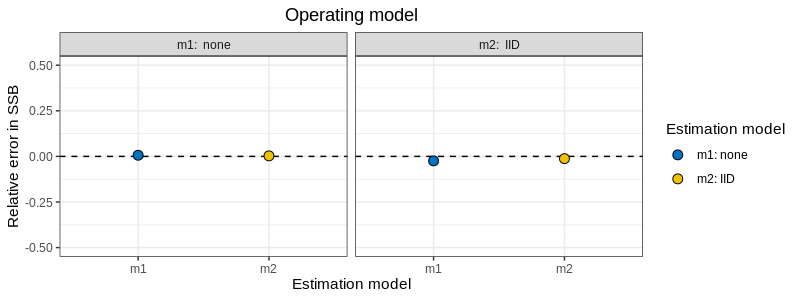 Operating model
m1: none
m2: IID
Relative error in SSB
0.50
0.25
0.00
-0.25
-0.50
m1
m2
m1
m2
Estimation model
Estimation model
m1: none
m2: IID